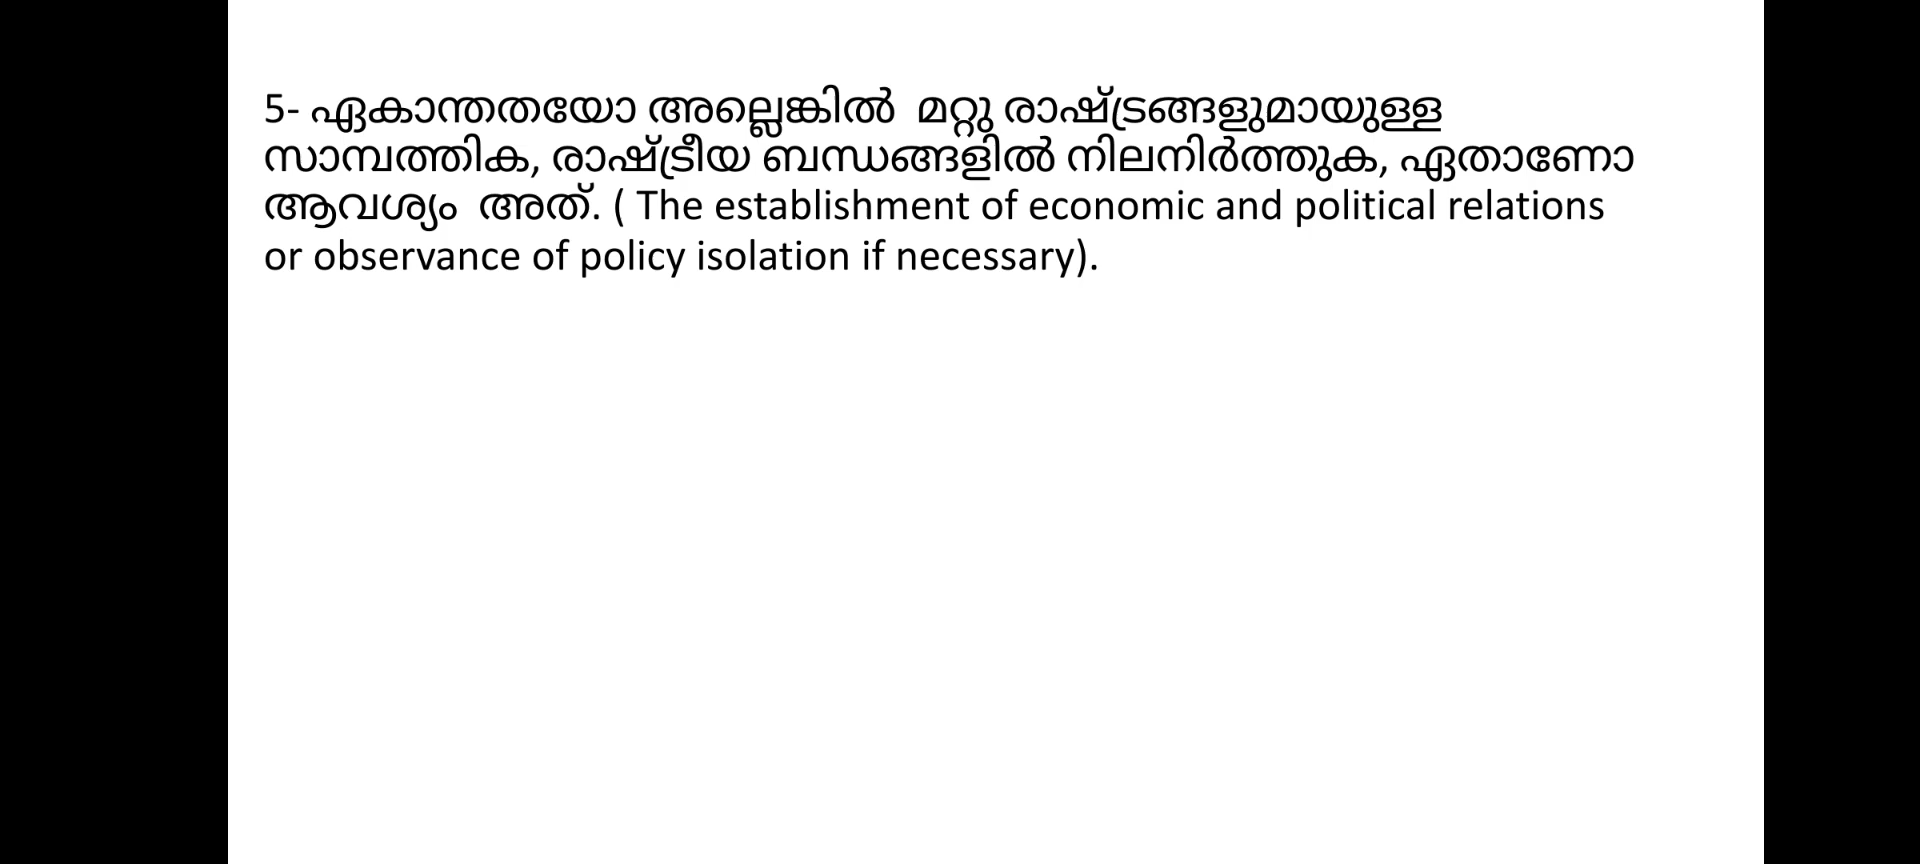 5- ഏകാന്തതയോ അല്ലെങ്കിൽ മറ്റു രാഷ്ട്രങ്ങളുമായുള്ള
സാമ്പത്തിക, രാഷ്ട്രീയ ബന്ധങ്ങളിൽ നിലനിർത്തുക, ഏതാണോ
ആവശ്യം അത്. ( The establishment of economic and political relations
or observance of policy isolation if necessary).